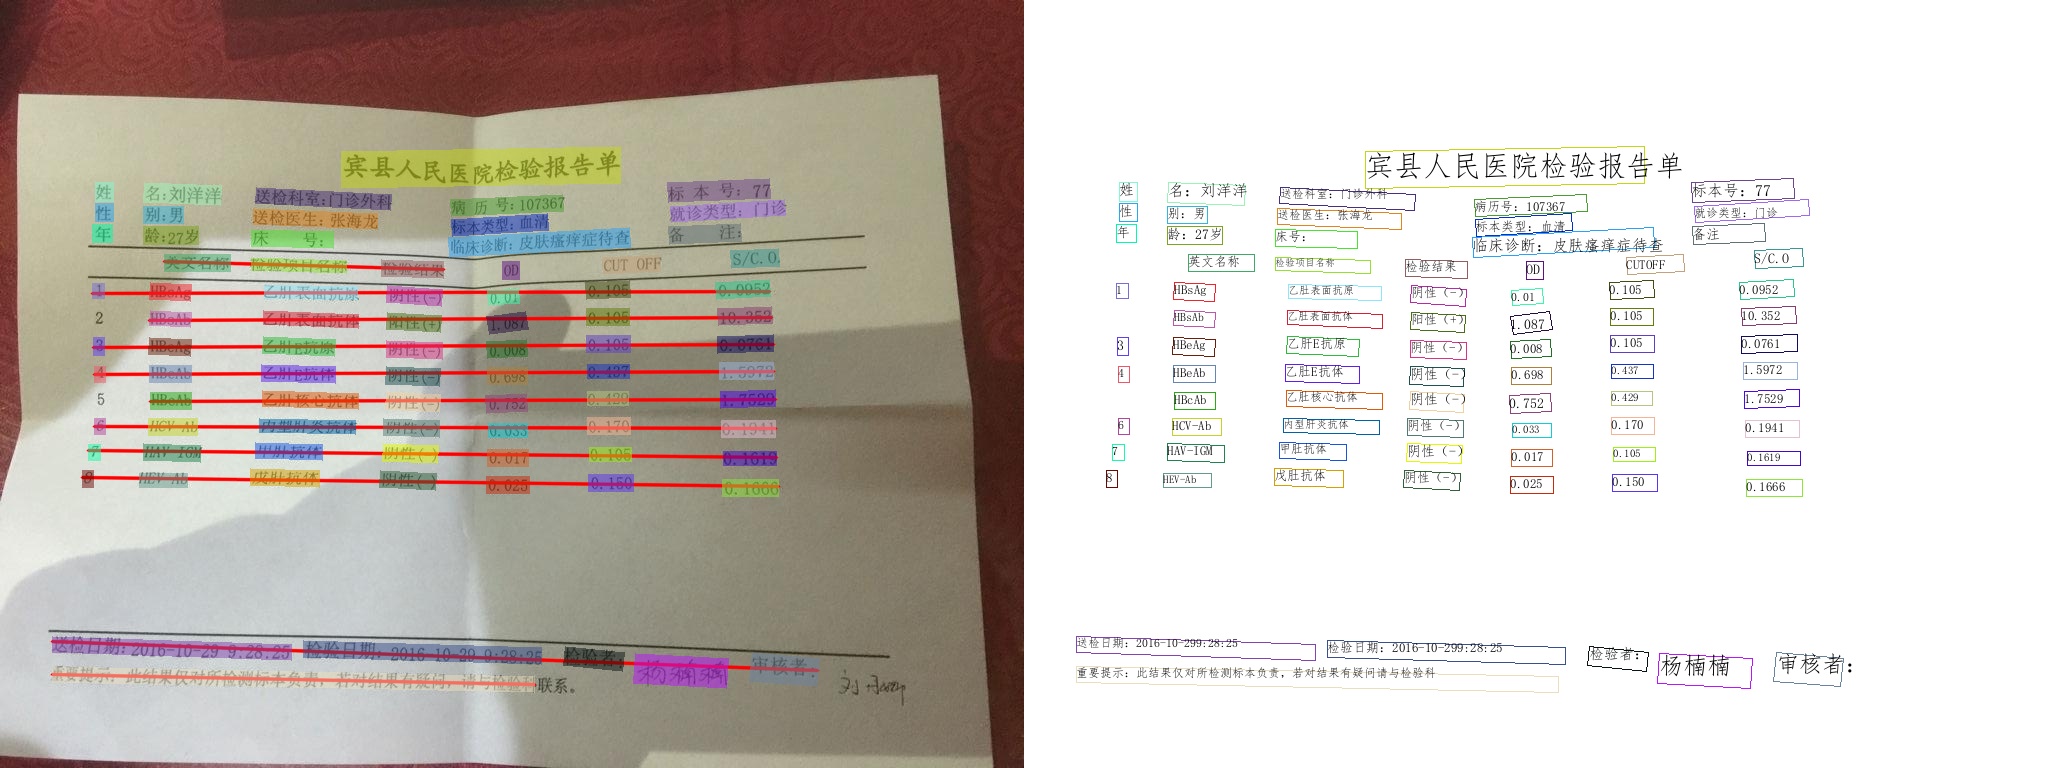 宾县人民医院检验报告单
姓 名:刘洋洋 送检科室:门诊外科 病 历 号:107367 标 本 号: 77
性 别:男 送检医生: 张海龙 标本类型:血清 就诊类型: 门诊
年 龄:27岁 床 号: 临床诊断: 皮肤瘙痒症待查 备 注:
英文名称 检验项目名称 检验结果 OD CUT OFF S/C.O.
1 HBsAg 乙肝表面抗原 阴性(-) 0.01 0.105 0.0952
2 HBsAb 乙肝表面抗体 阳性(+) 1.087 0.105 10.352
3 HBeAg 乙肝E抗原 阴性(-) 0.008 0.105 0.0761
4 HBeAb 乙肝E抗体 阴性(-) 0.698 0.437 1.5972
5 HBcAb 乙肝核心抗体 阴性(-) 0.752 0.429 1.7529
6 HCV-Ab 丙型肝炎抗体 阴性(-) 0.033 0.170 0.1941
7 HAV-IGM 甲肝抗体 阴性(-) 0.017 0.105 0.1619
8 HEV-Ab 戊肝抗体 阴性(-) 0.025 0.150 0.1666
送检日期: 2016-10-29 9:28:25 检验日期: 2016-10-29 9:28:25 检验者: 杨楠楠 审核者:
重要提示: 此结果仅对所检测标本负责, 若对结果有疑问, 请与检验科联系。
宾县人民医院检验报告单
姓 名: 刘洋洋 送检科室: 门诊外科 病历号: 107367 标本号: 77
性 别: 男 送检医生: 张海龙 标本类型: 血清 就诊类型: 门诊
年 龄: 27岁 床号: 临床诊断: 皮肤瘙痒症待查 备注
英文名称 检验项目名称 检验结果 OD CUTOFF S/C.O
1 HBsAg 乙肚表面抗原 阴性(-) 0.01 0.105 0.0952
HBsAb 乙肚表面抗体 阳性(+) 1.087 0.105 10.352
3 HBeAg 乙肝E抗原 阴性(-) 0.008 0.105 0.0761
4 HBeAb 乙肚E抗体 阴性(-) 0.698 0.437 1.5972
HBcAb 乙肚核心抗体 阴性(-) 0.752 0.429 1.7529
6 HCV-Ab 内型肝炎抗体 阴性(-) 0.033 0.170 0.1941
7 HAV-IGM 甲肚抗体 阴性(-) 0.017 0.105 0.1619
8 HEV-Ab 戊肚抗体 阴性(-) 0.025 0.150 0.1666
送检日期: 2016-10-299:28:25 检验日期: 2016-10-299:28:25 检验者: 杨楠楠 审核者:
重要提示: 此结果仅对所检测标本负责, 若对结果有疑问请与检验科